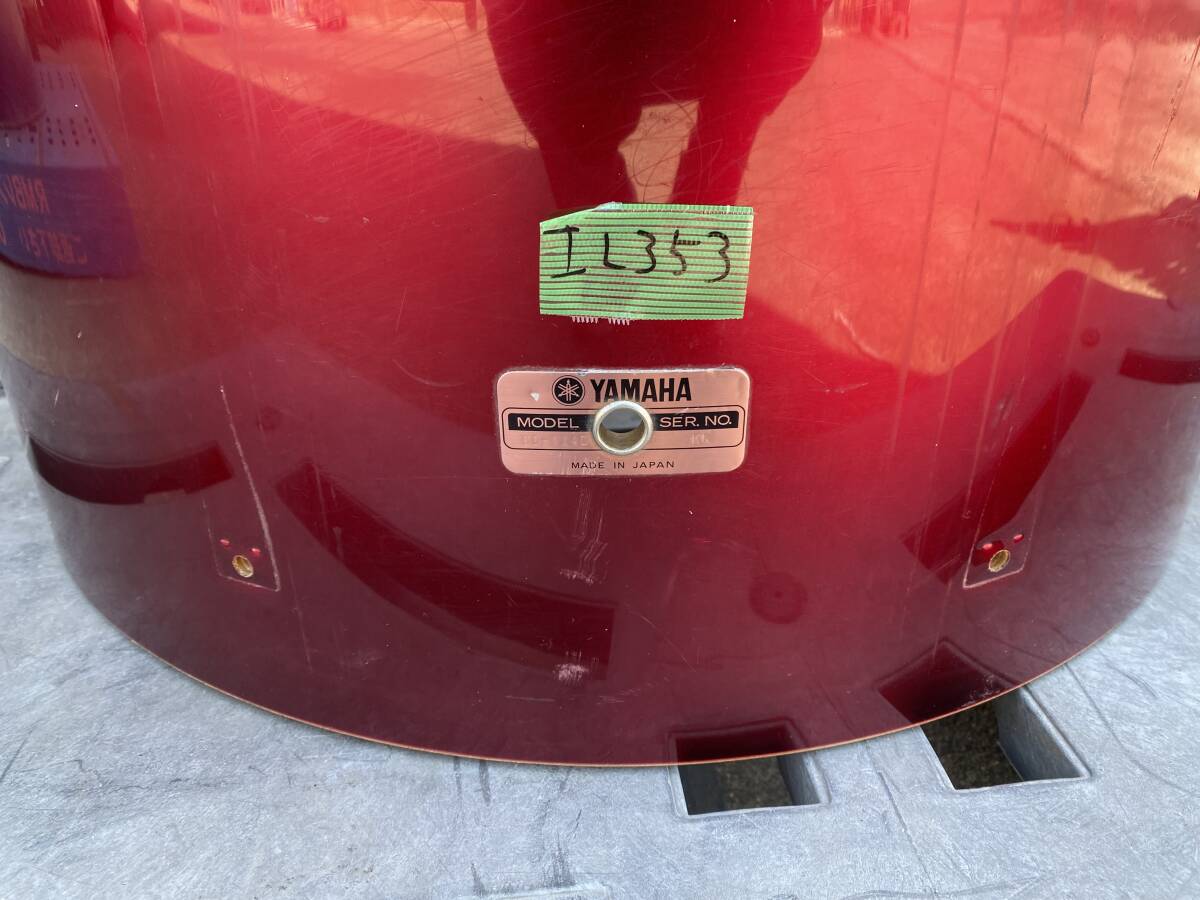 IL353
YAMAHA
MODEL SER. NO.
MADE IN JAPAN